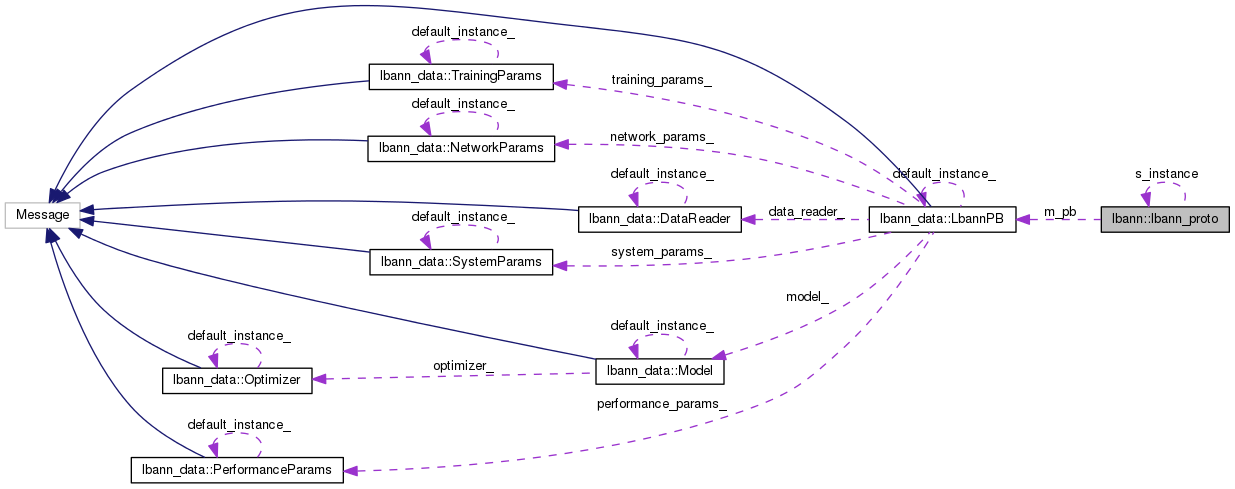 default_instance_
lbann_data::TrainingParams
training_params_
default_instance_
lbann_data::NetworkParams
network_params_
default_instance_
s_instance
default_instance_
Message
lbann_data::DataReader
data_reader_
lbann_data::LbannPB
m_pb
lbann::lbann_proto
default_instance_
lbann_data::SystemParams
system_params_
model_
default_instance_
default_instance_
lbann_data::Optimizer
optimizer_
lbann_data::Model
performance_params_
default_instance_
lbann_data::PerformanceParams